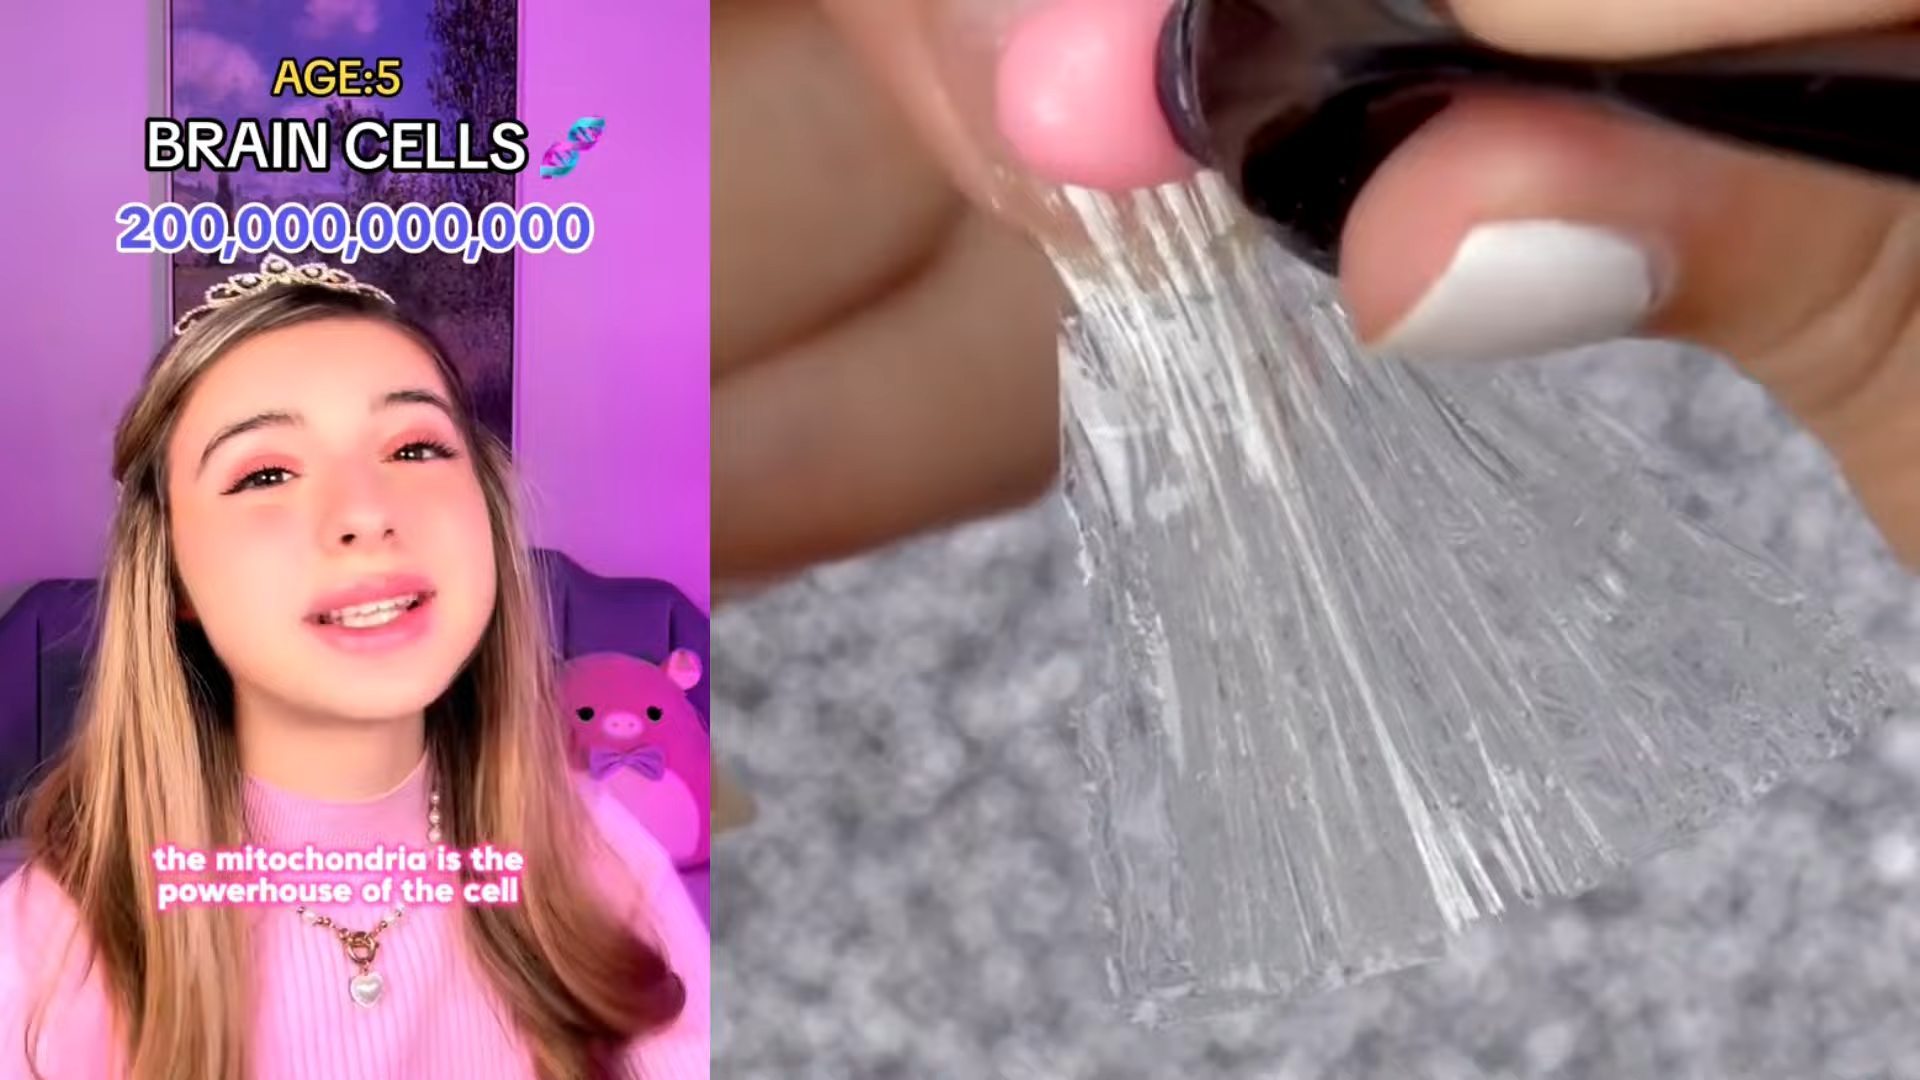 AGE:5
BRAIN CELLS
200,000,000,000
the mitochondria is the
powerhouse of the cell